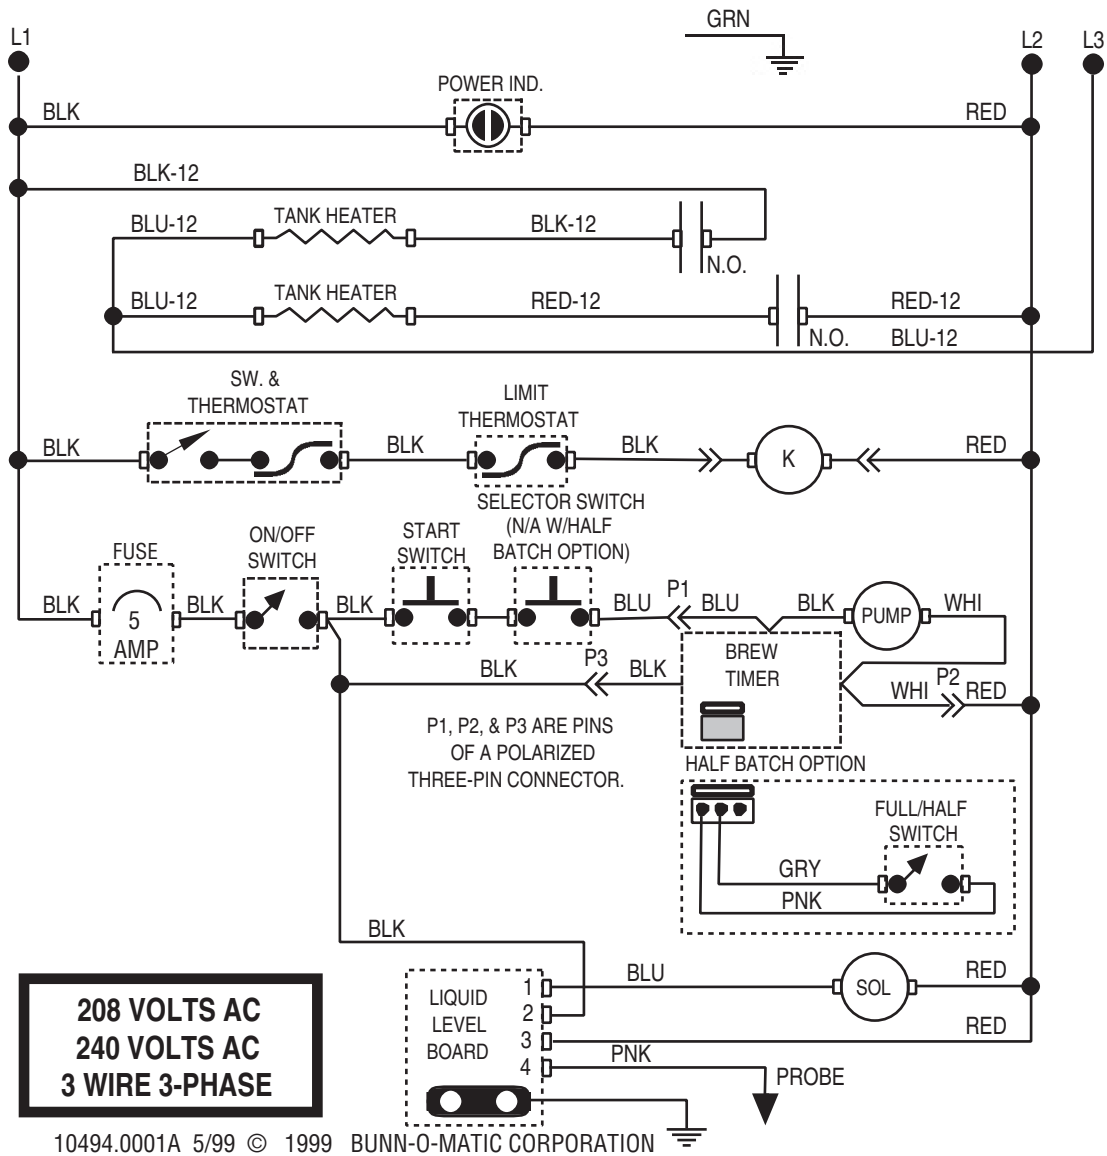 GRN
L1
L2
L3
POWER IND.
BLK
RED
BLK-12
BLU-12
TANK HEATER
BLK-12
N.O.
BLU-12
TANK HEATER
RED-12
RED-12
N.O.
BLU-12
SW. &
THERMOSTAT
LIMIT
THERMOSTAT
BLK
BLK
BLK
K
RED
SELECTOR SWITCH
(N/A W/HALF
BATCH OPTION)
START
SWITCH
ON/OFF
SWITCH
FUSE
5
AMP
BLK
BLK
BLK
BLU
P1
BLU
BLK
PUMP
WHI
BREW
TIMER
BLK
P3
BLK
WHI
P2
RED
P1, P2, & P3 ARE PINS
OF A POLARIZED
THREE-PIN CONNECTOR.
HALF BATCH OPTION
FULL/HALF
SWITCH
GRY
PNK
BLK
LIQUID
LEVEL
BOARD
1
2
3
4
BLU
SOL
RED
RED
PNK
PROBE
208 VOLTS AC
240 VOLTS AC
3 WIRE 3-PHASE
10494.0001A 5/99 © 1999 BUNN-O-MATIC CORPORATION